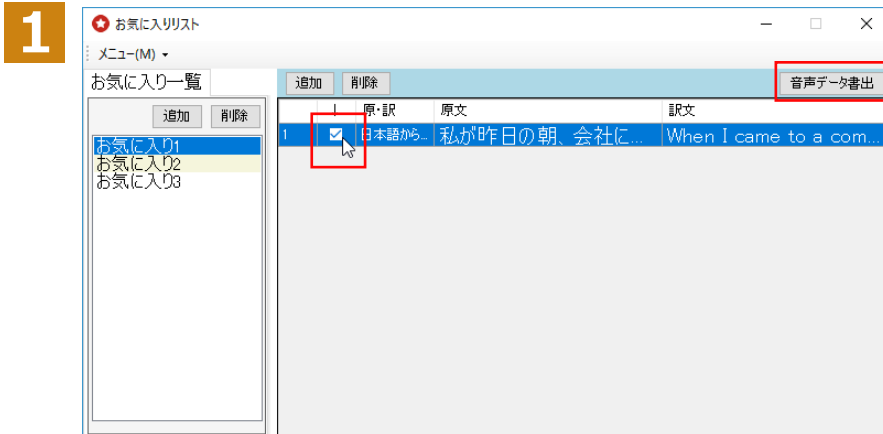 1
お気に入りリスト
メニュー(M)
お気に入り一覧
追加 削除
音声データ書出
追加 削除
原・訳 原文 訳文
1 日本語から... 私が昨日の朝、会社に... When I came to a com...
お気に入り1
お気に入り2
お気に入り3